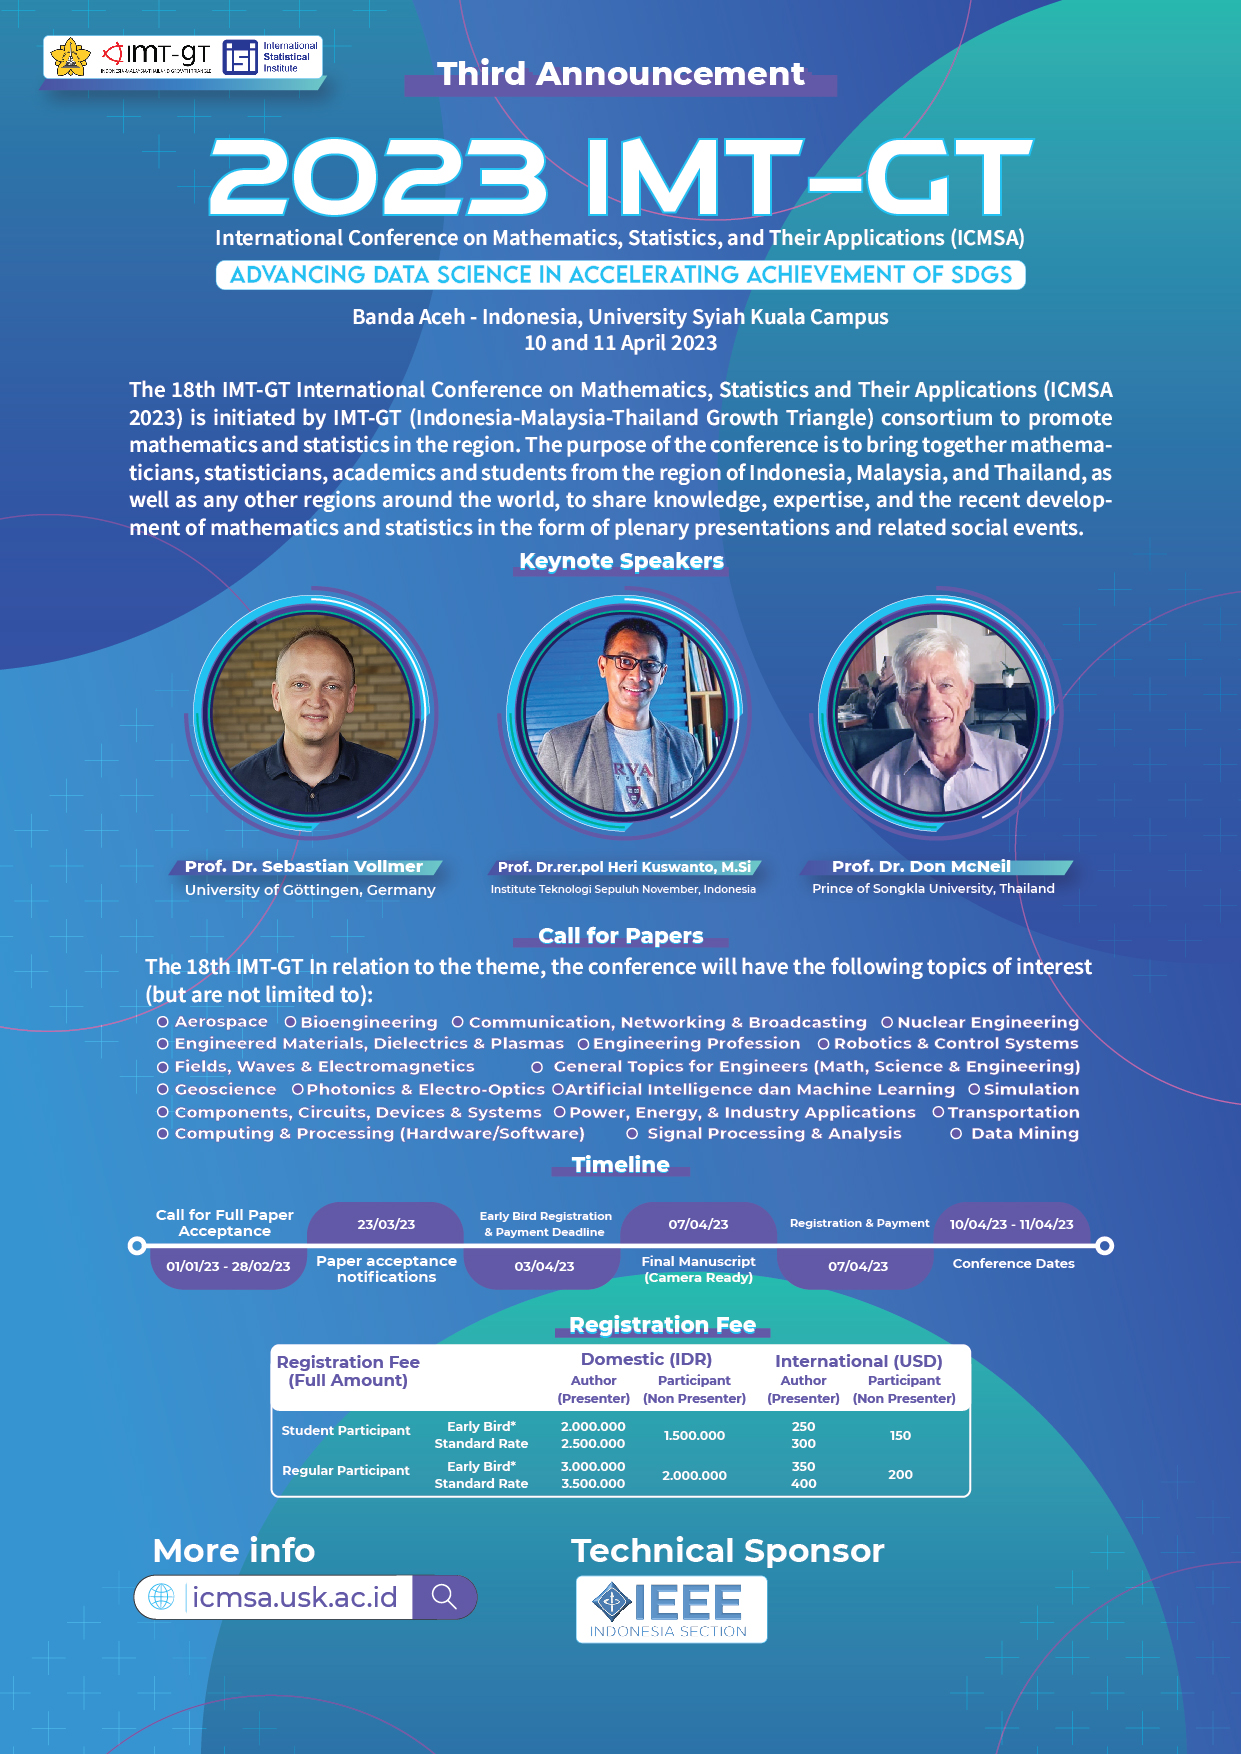 IMT-GT
INDONESIA-MALAYSIA-THAILAND GROWTH TRIANGLE
isi
International
Statistical
Institute
Third Announcement
2023 IMT-GT
International Conference on Mathematics, Statistics, and Their Applications (ICMSA)
ADVANCING DATA SCIENCE IN ACCELERATING ACHIEVEMENT OF SDGS
Banda Aceh - Indonesia, University Syiah Kuala Campus
10 and 11 April 2023
The 18th IMT-GT International Conference on Mathematics, Statistics and Their Applications (ICMSA
2023) is initiated by IMT-GT (Indonesia-Malaysia-Thailand Growth Triangle) consortium to promote
mathematics and statistics in the region. The purpose of the conference is to bring together mathema-
ticians, statisticians, academics and students from the region of Indonesia, Malaysia, and Thailand, as
well as any other regions around the world, to share knowledge, expertise, and the recent develop-
ment of mathematics and statistics in the form of plenary presentations and related social events.
Keynote Speakers
Prof. Dr. Sebastian Vollmer
University of Göttingen, Germany
Prof. Dr.rer.pol Heri Kuswanto, M.Si
Institute Teknologi Sepuluh November, Indonesia
Prof. Dr. Don McNeil
Prince of Songkla University, Thailand
Call for Papers
The 18th IMT-GT In relation to the theme, the conference will have the following topics of interest
(but are not limited to):
Aerospace Bioengineering Communication, Networking & Broadcasting Nuclear Engineering
Engineered Materials, Dielectrics & Plasmas Engineering Profession Robotics & Control Systems
Fields, Waves & Electromagnetics General Topics for Engineers (Math, Science & Engineering)
Geoscience Photonics & Electro-Optics Artificial Intelligence dan Machine Learning Simulation
Components, Circuits, Devices & Systems Power, Energy, & Industry Applications Transportation
Computing & Processing (Hardware/Software) Signal Processing & Analysis Data Mining
Timeline
Call for Full Paper
Acceptance
01/01/23 - 28/02/23
23/03/23
Paper acceptance
notifications
Early Bird Registration
& Payment Deadline
03/04/23
07/04/23
Final Manuscript
(Camera Ready)
Registration & Payment
07/04/23
10/04/23 - 11/04/23
Conference Dates
Registration Fee
Registration Fee
(Full Amount)
Domestic (IDR) International (USD)
Author Participant Author Participant
(Presenter) (Non Presenter) (Presenter) (Non Presenter)
Student Participant
Early Bird* 2.000.000 1.500.000 250 150
Standard Rate 2.500.000 300
Regular Participant
Early Bird* 3.000.000 2.000.000 350 200
Standard Rate 3.500.000 400
More info
icmsa.usk.ac.id
Technical Sponsor
IEEE
INDONESIA SECTION